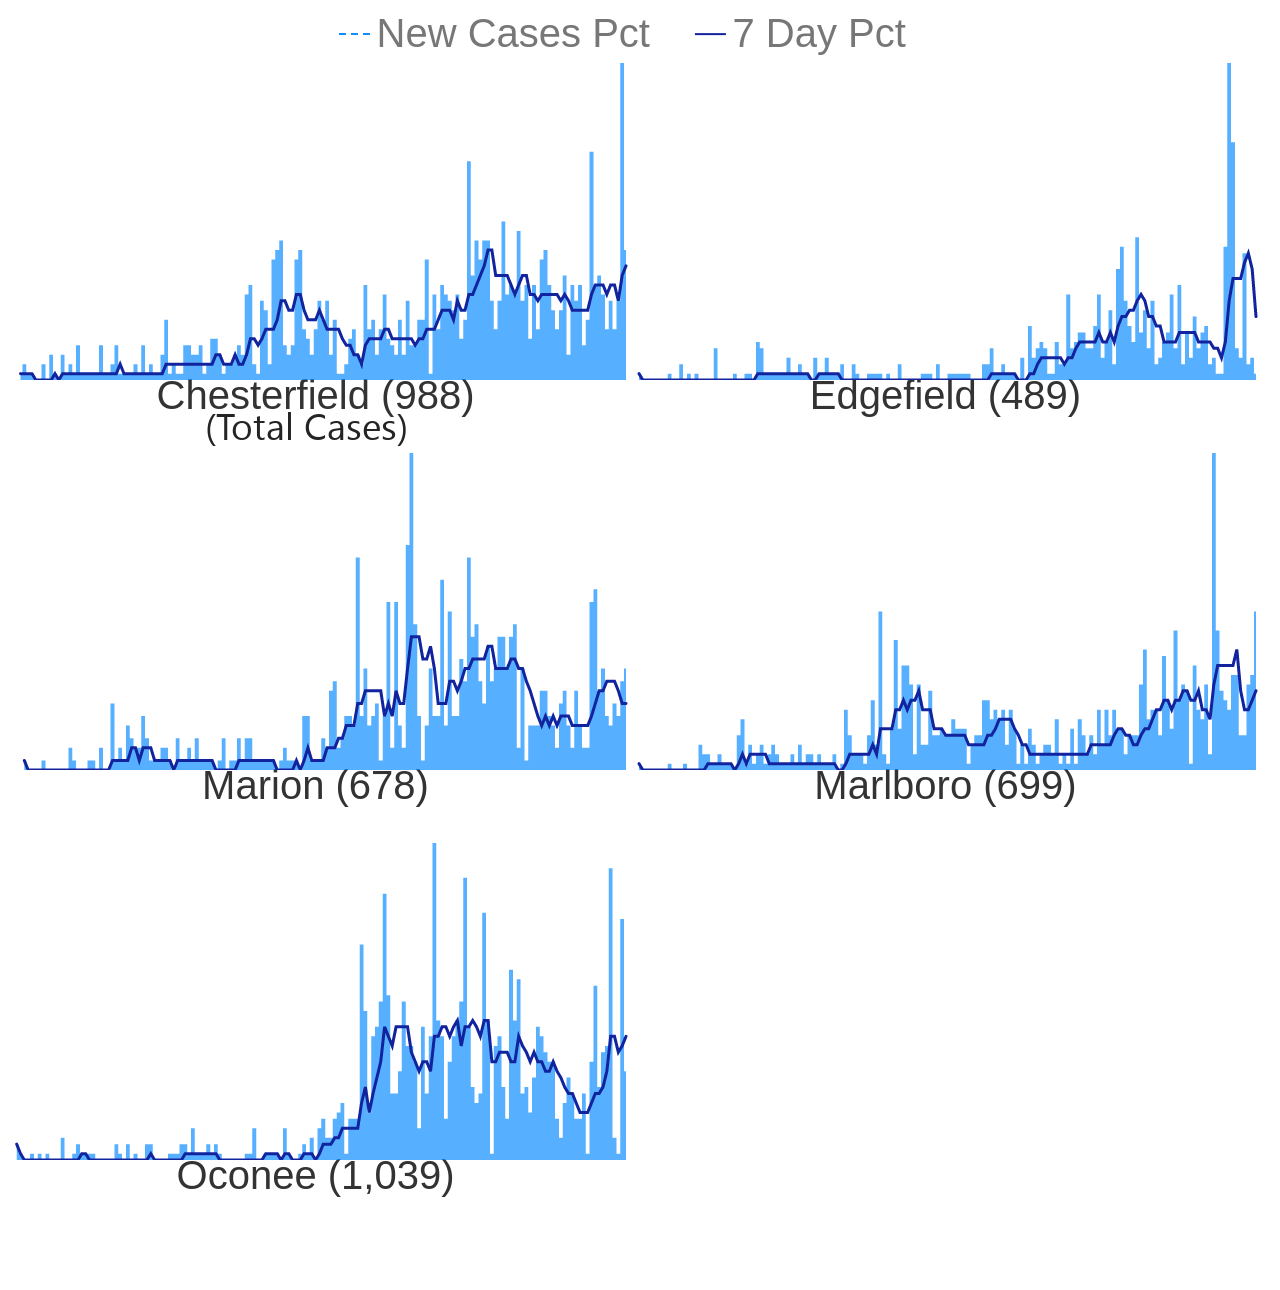 New Cases Pct 7 Day Pct
Chesterfield (988) Edgefield (489)
(Total Cases)
Marion (678) Marlboro (699)
Oconee (1,039)